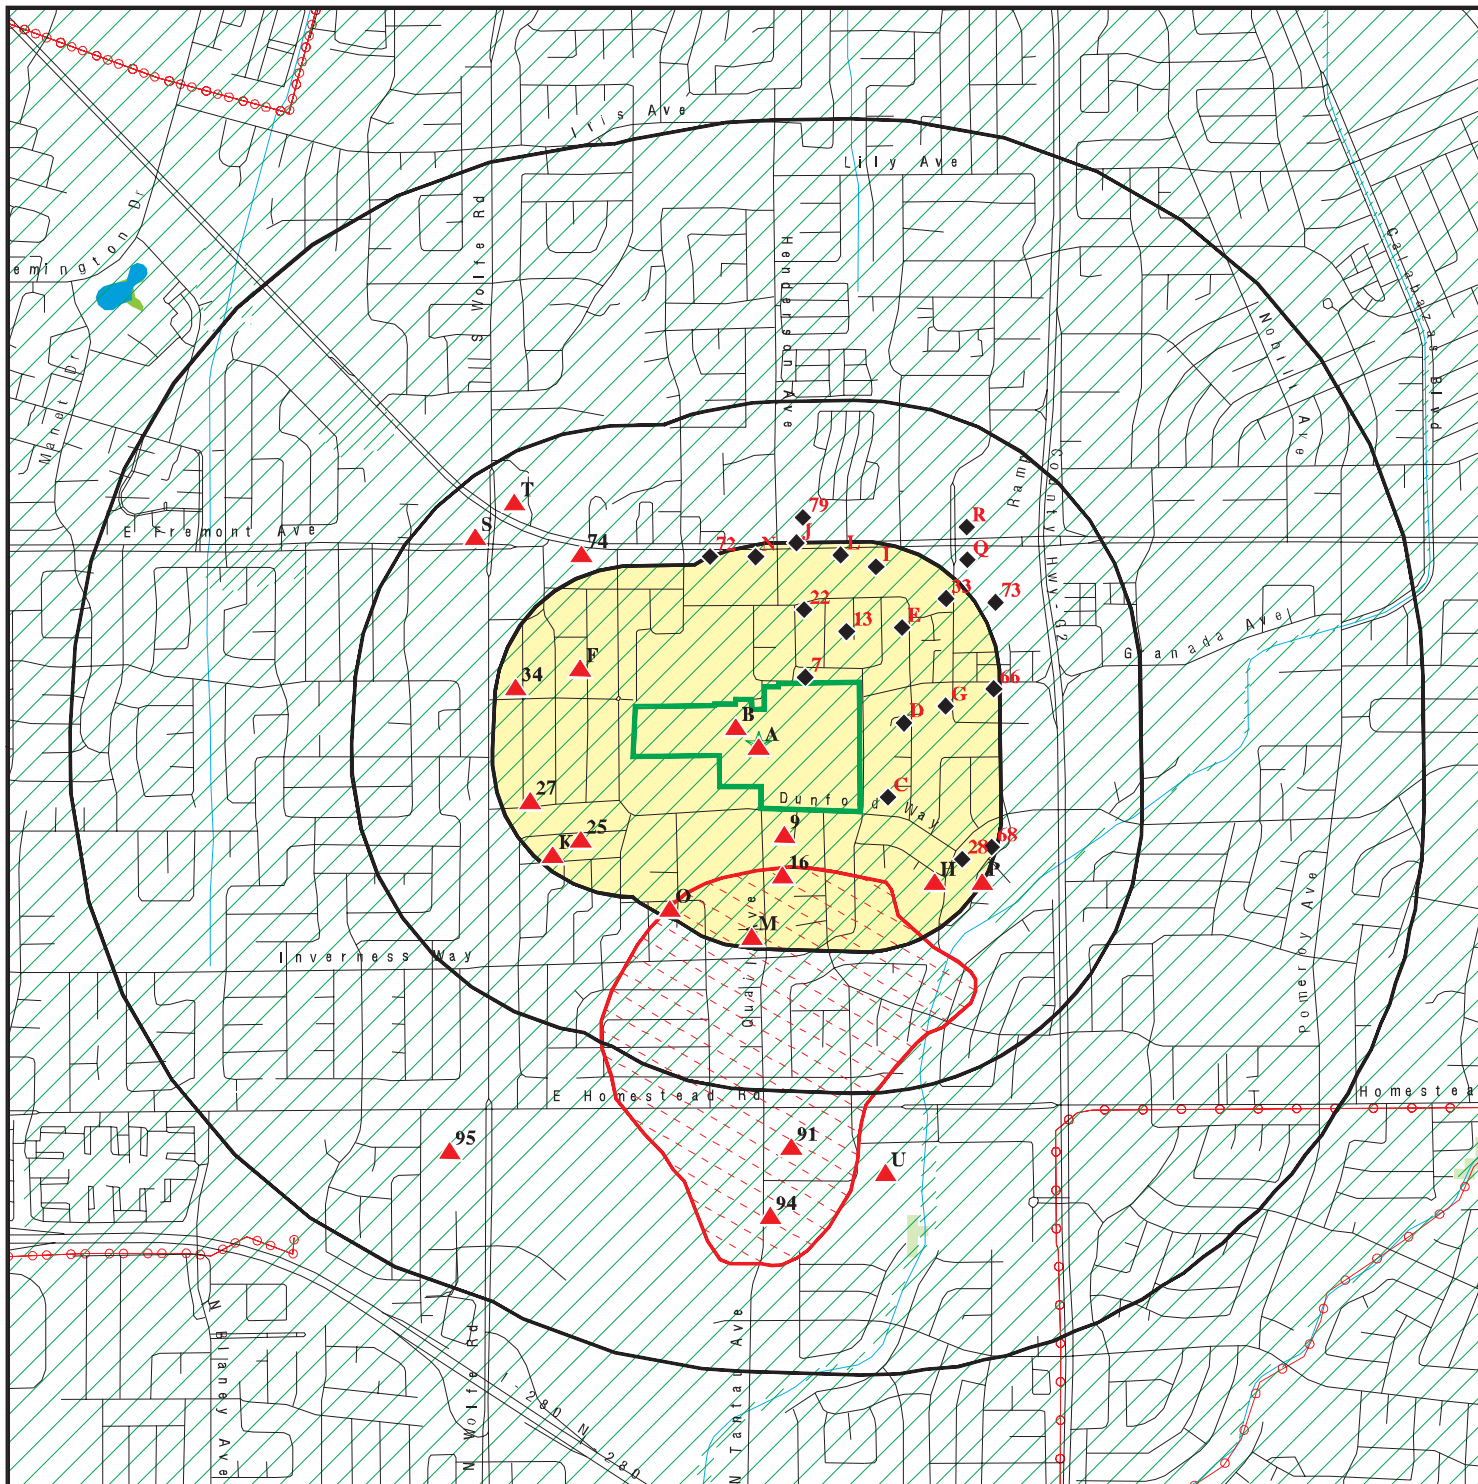 Iris Ave
Lily Ave
emington Dr
S Wolfe Rd
Henderson Ave
Calabazas Blvd
Nobili Ave
Manet Dr
Ramp
County Hwy-G2
T
79
R
S
E Fremont Ave
J
74
72
N
L
I
Q
33
73
22
13
E
F
7
34
66
G
B
D
A
27
Dunford Way
C
9
25
K
28
68
16
H
P
O
M
Quail Ave
Inverness Way
Pomeroy Ave
Granada Ave
E Homestead Rd
Homestea
95
91
U
94
N Blaney Ave
N Wolfe Rd
I-280 N-280
N Tantau Ave